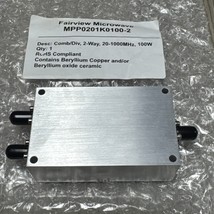 Fairview Microwave
MPP0201K0100-2
Desc: Comb/Div, 2-Way, 20-1000Mhz, 100W
Qty: 1
RoHS Compliant
Contains Beryllium Copper and/or
Beryllium oxide ceramic